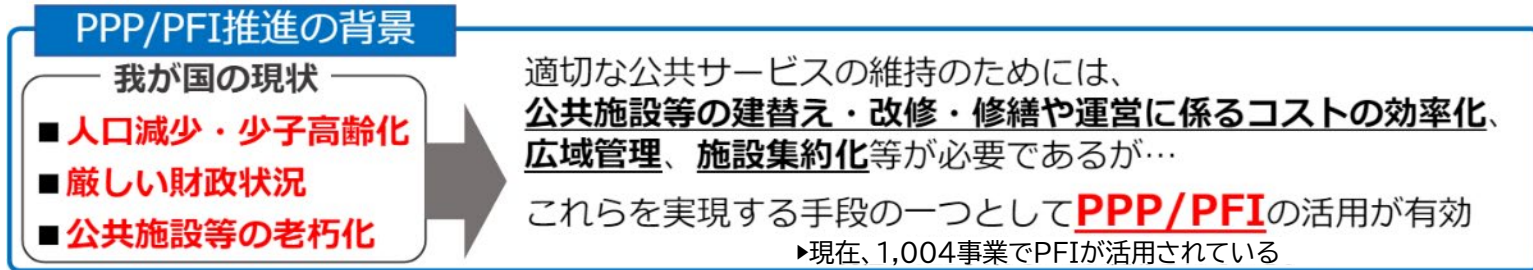 PPP/PFI推進の背景
我が国の現状
■人口減少・少子高齢化
■厳しい財政状況
■公共施設等の老朽化
適切な公共サービスの維持のためには、
公共施設等の建替え・改修・修繕や運営に係るコストの効率化、
広域管理、施設集約化等が必要であるが…
これらを実現する手段の一つとしてPPP/PFIの活用が有効
▶現在、1,004事業でPFIが活用されている